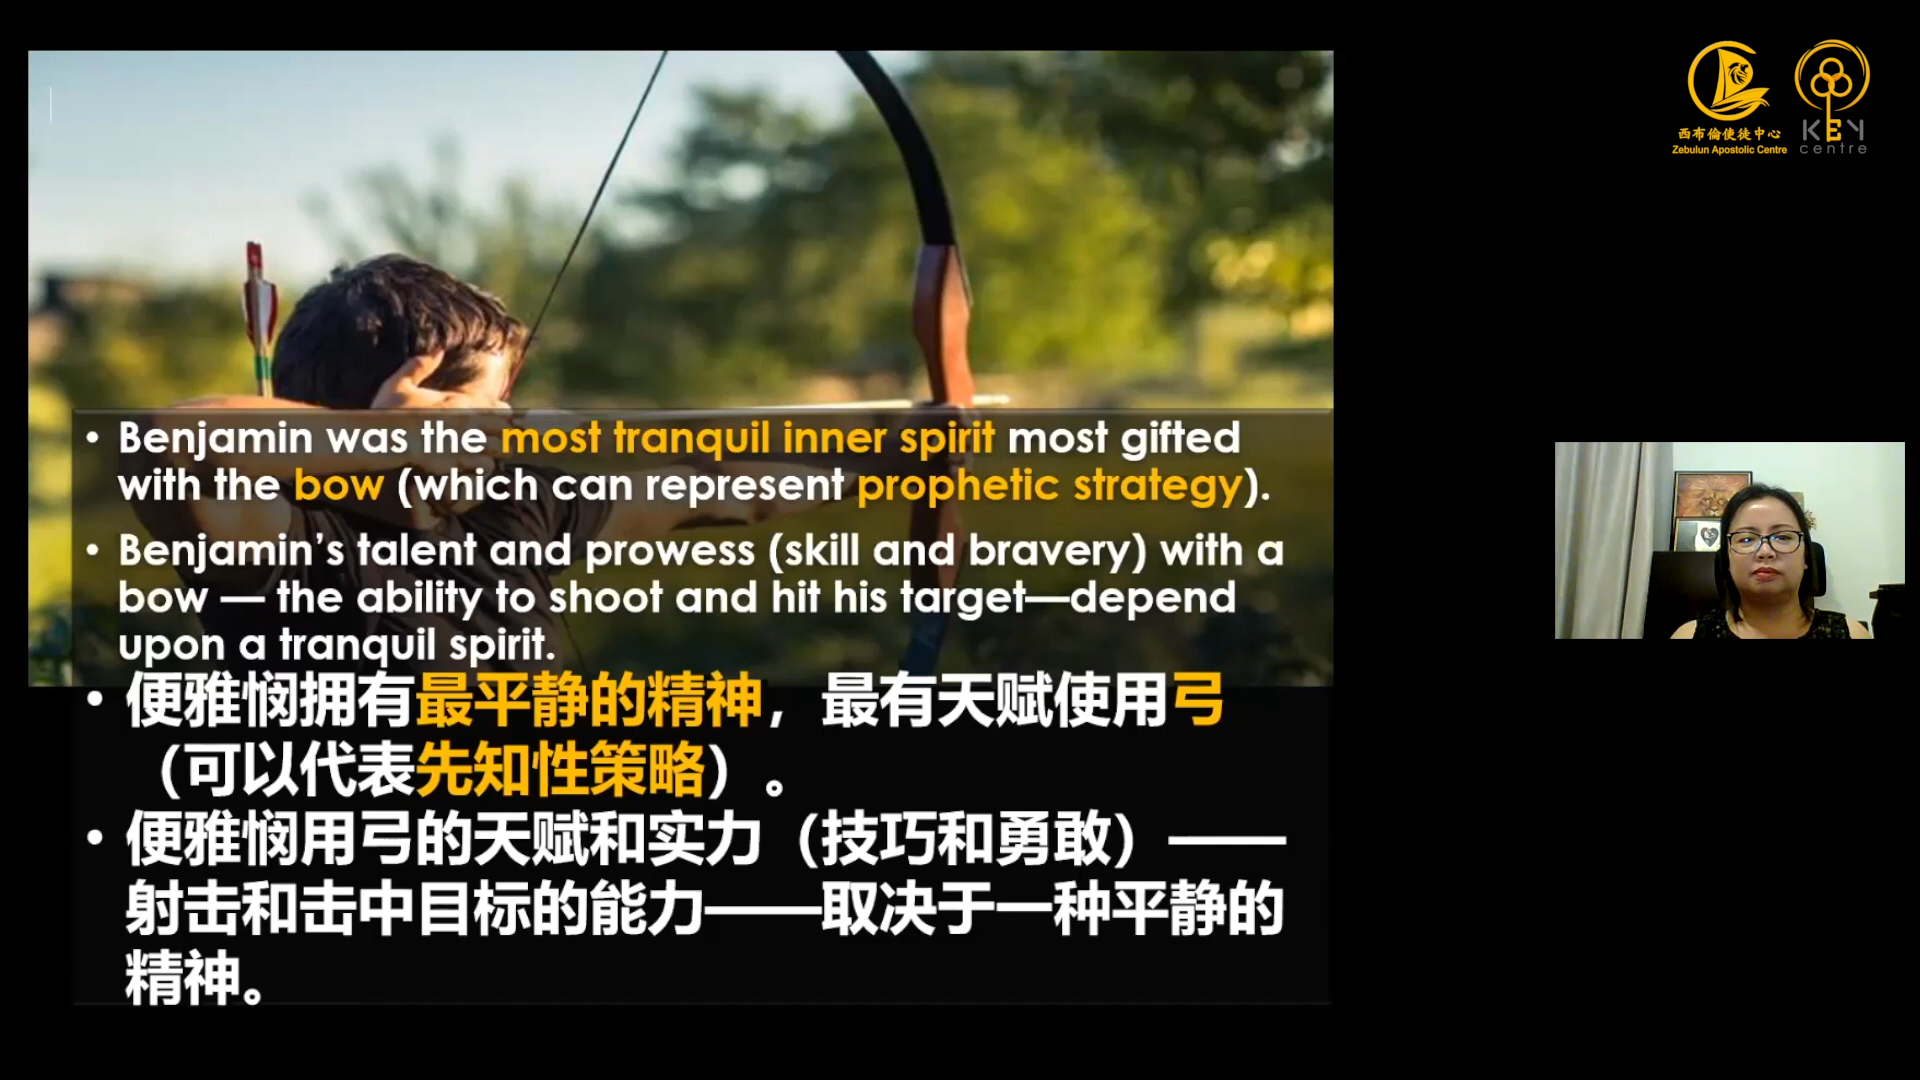 西布倫使徒中心
Zebulun Apostolic Centre
KEY
centre
• Benjamin was the most tranquil inner spirit most gifted
with the bow (which can represent prophetic strategy).
• Benjamin’s talent and prowess (skill and bravery) with a
bow — the ability to shoot and hit his target—depend
upon a tranquil spirit.
• 便雅悯拥有最平静的精神，最有天赋使用弓
（可以代表先知性策略）。
• 便雅悯用弓的天赋和实力（技巧和勇敢）——
射击和击中目标的能力——取决于一种平静的
精神。